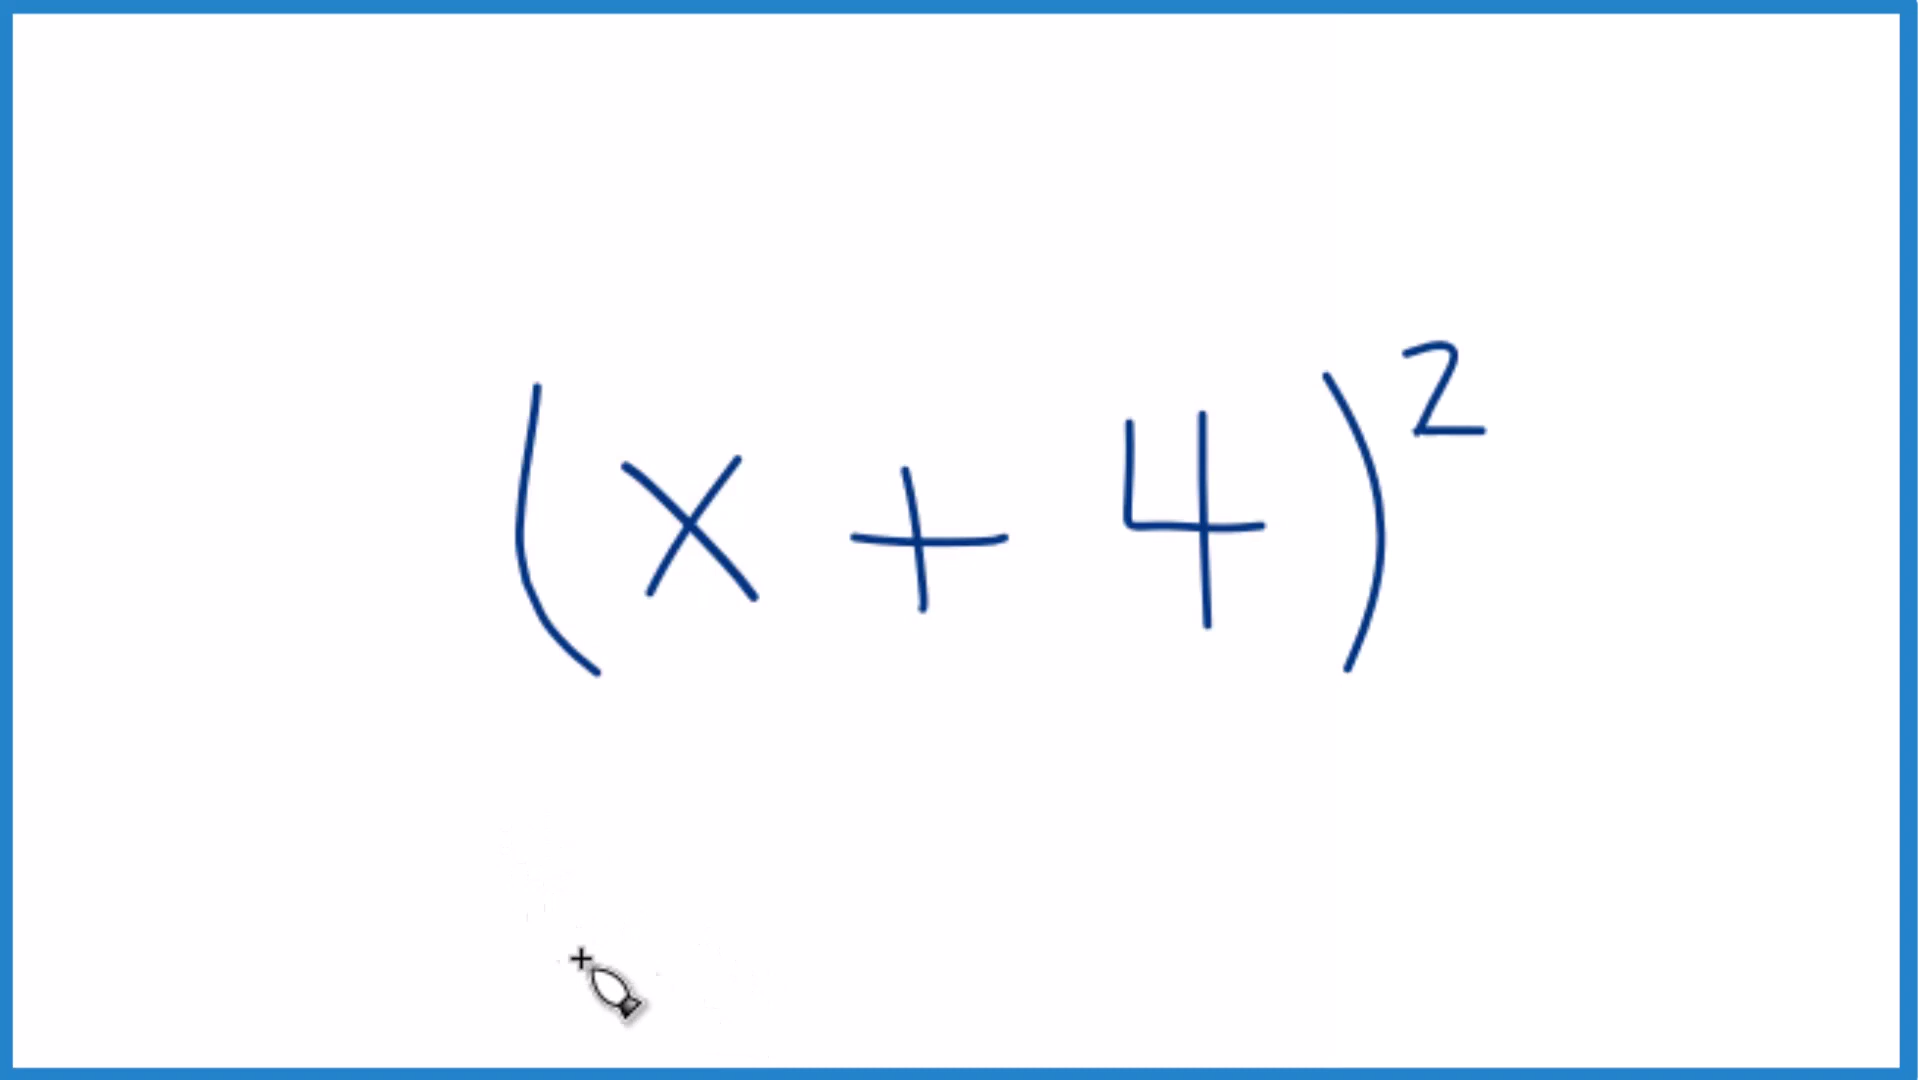 (x + 4)²